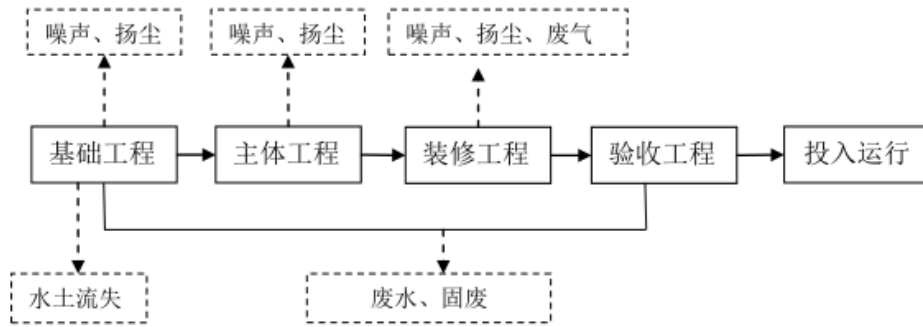 噪声、扬尘
噪声、扬尘
噪声、扬尘、废气
基础工程
主体工程
装修工程
验收工程
投入运行
水土流失
废水、固废